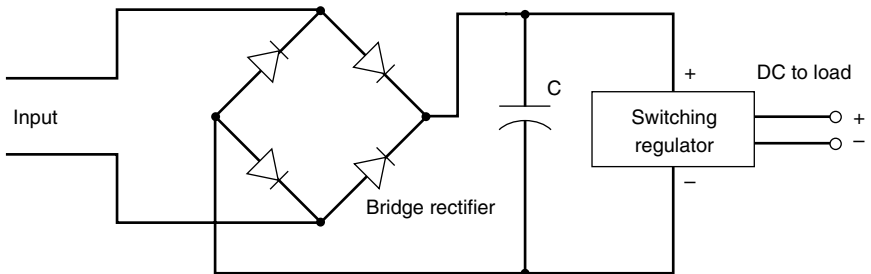 +
DC to load
C
Input
Switching
regulator
+
–
–
Bridge rectifier